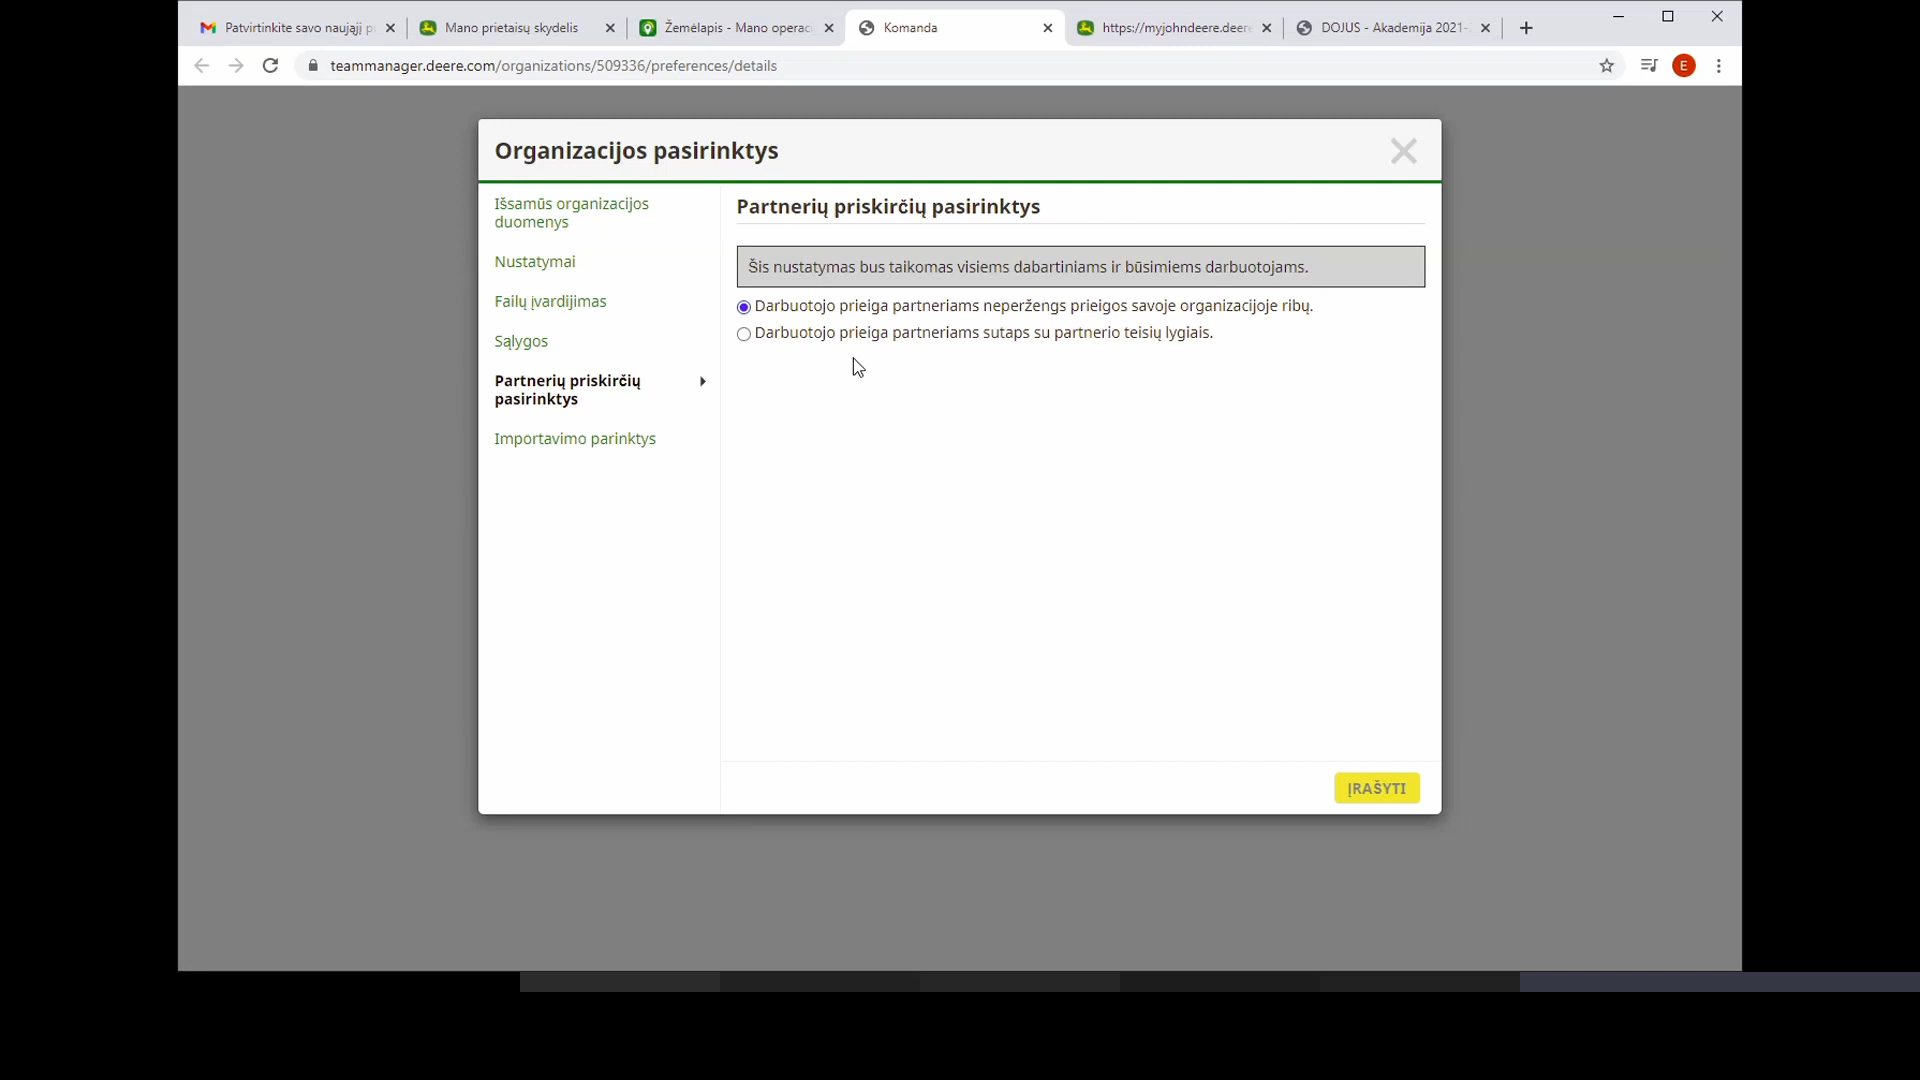 Patvirtinkite savo naująjį p
Mano prietaisų skydelis
Žemėlapis - Mano operaci
Komanda
https://myjohndeere.deere
DOJUS - Akademija 2021-
teammanager.deere.com/organizations/509336/preferences/details
E
Organizacijos pasirinktys
Išsamūs organizacijos
duomenys
Nustatymai
Failų įvardijimas
Sąlygos
Partnerių priskirčių
pasirinktys
Importavimo parinktys
Partnerių priskirčių pasirinktys
Šis nustatymas bus taikomas visiems dabartiniams ir būsimiems darbuotojams.
Darbuotojo prieiga partneriams neperžengs prieigos savoje organizacijoje ribų.
Darbuotojo prieiga partneriams sutaps su partnerio teisių lygiais.
ĮRAŠYTI